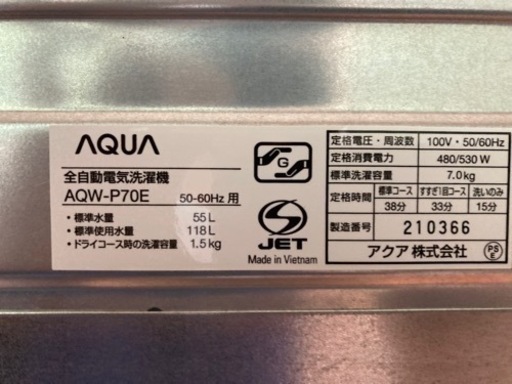 AQUA
全自動電気洗濯機
AQW-P70E 50-60Hz 用
・標準水量 55L
・標準使用水量 118L
・ドライコース時の洗濯容量 1.5kg
G
S
JET
Made in Vietnam
定格電圧・周波数 100V・50/60Hz
定格消費電力 480/530W
標準洗濯容量 7.0kg
定格時間 標準コース すすぎ1回コース 洗いのみ
38分 33分 15分
製造番号 210366
アクア 株式会社 PSE